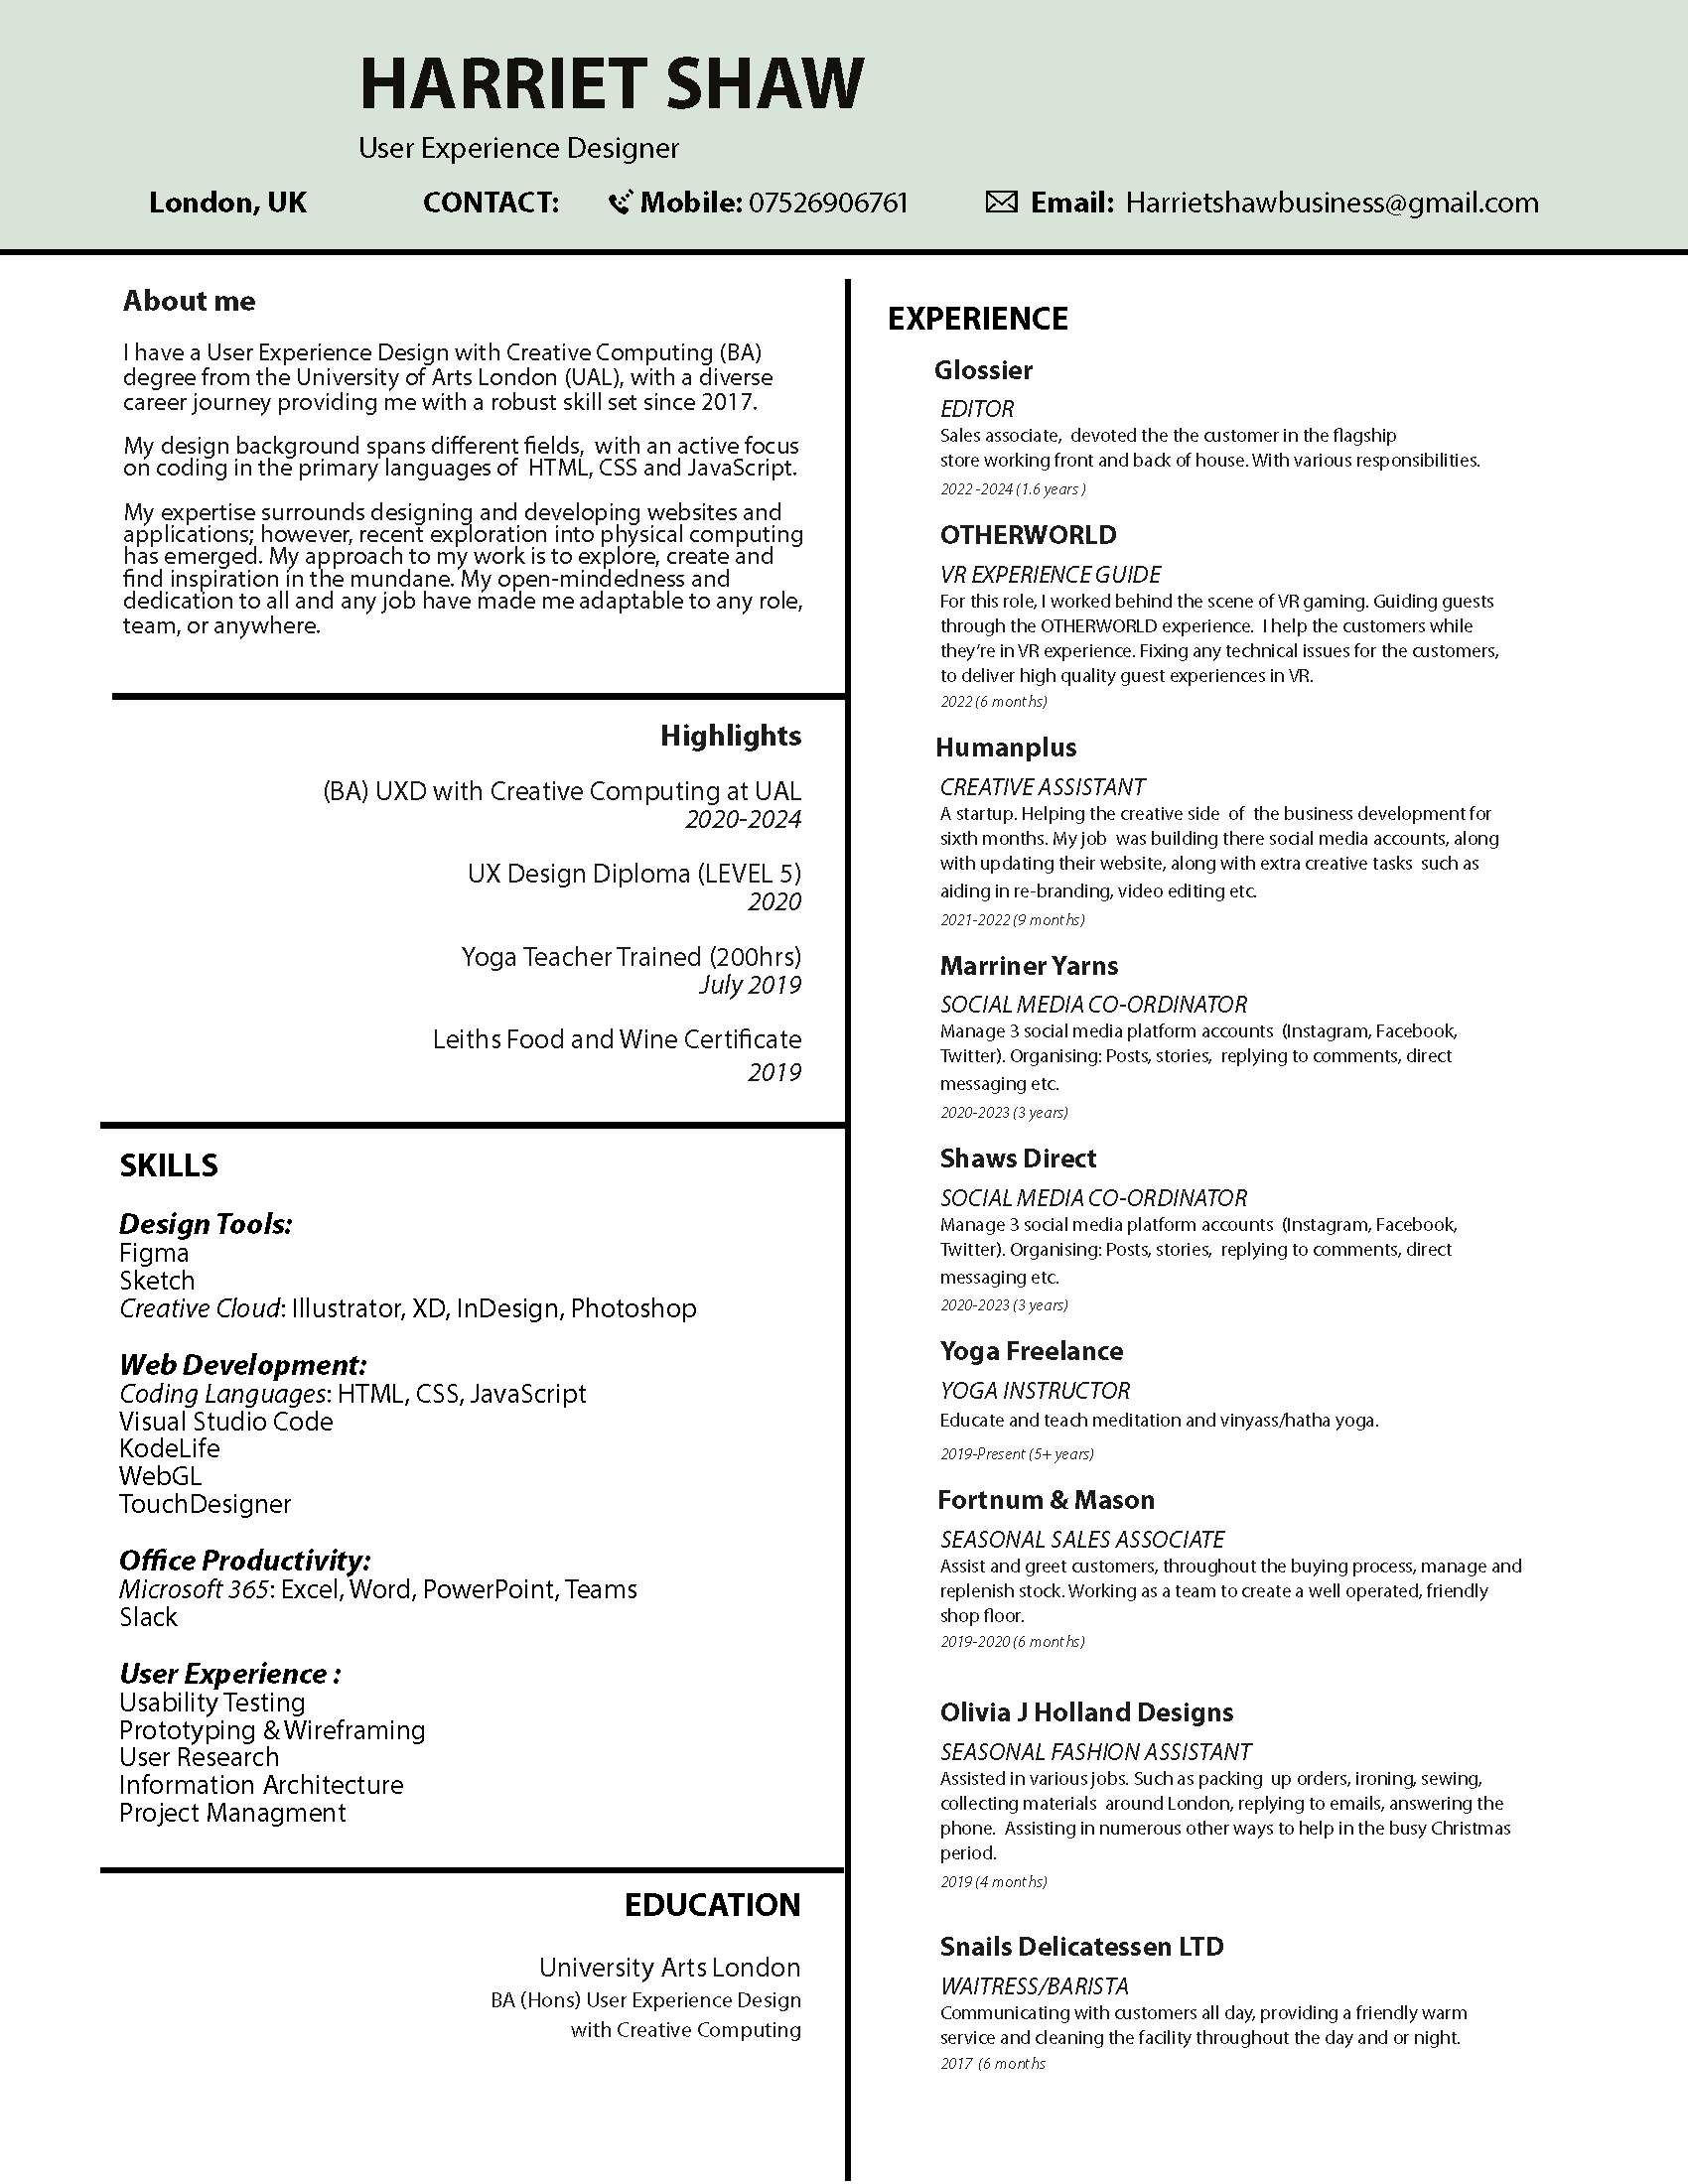 HARRIET SHAW
User Experience Designer
London, UK CONTACT: Mobile: 07526906761 Email: Harrietshawbusiness@gmail.com
About me
I have a User Experience Design with Creative Computing (BA)
degree from the University of Arts London (UAL), with a diverse
career journey providing me with a robust skill set since 2017.
My design background spans different fields, with an active focus
on coding in the primary languages of HTML, CSS and JavaScript.
My expertise surrounds designing and developing websites and
applications; however, recent exploration into physical computing
has emerged. My approach to my work is to explore, create and
find inspiration in the mundane. My open-mindedness and
dedication to all and any job have made me adaptable to any role,
team, or anywhere.
Highlights
(BA) UXD with Creative Computing at UAL
2020-2024
UX Design Diploma (LEVEL 5)
2020
Yoga Teacher Trained (200hrs)
July 2019
Leiths Food and Wine Certificate
2019
SKILLS
Design Tools:
Figma
Sketch
Creative Cloud: Illustrator, XD, InDesign, Photoshop
Web Development:
Coding Languages: HTML, CSS, JavaScript
Visual Studio Code
KodeLife
WebGL
TouchDesigner
Office Productivity:
Microsoft 365: Excel, Word, PowerPoint, Teams
Slack
User Experience :
Usability Testing
Prototyping & Wireframing
User Research
Information Architecture
Project Managment
EDUCATION
University Arts London
BA (Hons) User Experience Design
with Creative Computing
EXPERIENCE
Glossier
EDITOR
Sales associate, devoted the the customer in the flagship
store working front and back of house. With various responsibilities.
2022 -2024 (1.6 years )
OTHERWORLD
VR EXPERIENCE GUIDE
For this role, I worked behind the scene of VR gaming. Guiding guests
through the OTHERWORLD experience. I help the customers while
they're in VR experience. Fixing any technical issues for the customers,
to deliver high quality guest experiences in VR.
2022 (6 months)
Humanplus
CREATIVE ASSISTANT
A startup. Helping the creative side of the business development for
sixth months. My job was building there social media accounts, along
with updating their website, along with extra creative tasks such as
aiding in re-branding, video editing etc.
2021-2022 (9 months)
Marriner Yarns
SOCIAL MEDIA CO-ORDINATOR
Manage 3 social media platform accounts (Instagram, Facebook,
Twitter). Organising: Posts, stories, replying to comments, direct
messaging etc.
2020-2023 (3 years)
Shaws Direct
SOCIAL MEDIA CO-ORDINATOR
Manage 3 social media platform accounts (Instagram, Facebook,
Twitter). Organising: Posts, stories, replying to comments, direct
messaging etc.
2020-2023 (3 years)
Yoga Freelance
YOGA INSTRUCTOR
Educate and teach meditation and vinyass/hatha yoga.
2019-Present (5+ years)
Fortnum & Mason
SEASONAL SALES ASSOCIATE
Assist and greet customers, throughout the buying process, manage and
replenish stock. Working as a team to create a well operated, friendly
shop floor.
2019-2020 (6 months)
Olivia J Holland Designs
SEASONAL FASHION ASSISTANT
Assisted in various jobs. Such as packing up orders, ironing, sewing,
collecting materials around London, replying to emails, answering the
phone. Assisting in numerous other ways to help in the busy Christmas
period.
2019 (4 months)
Snails Delicatessen LTD
WAITRESS/BARISTA
Communicating with customers all day, providing a friendly warm
service and cleaning the facility throughout the day and or night.
2017 (6 months